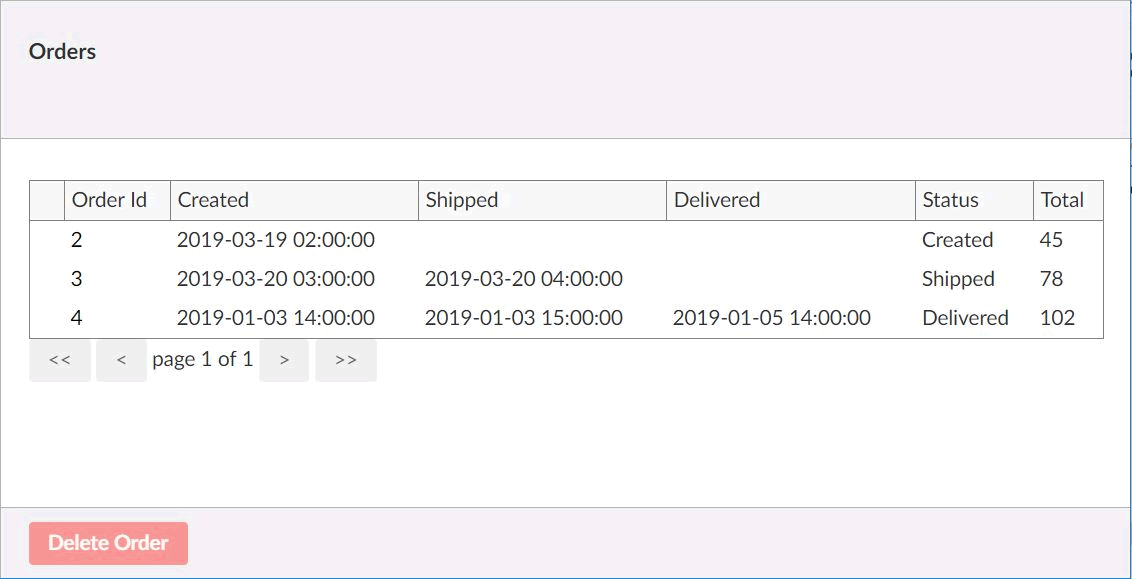 Orders
Order Id Created Shipped Delivered Status Total
2 2019-03-19 02:00:00 Created 45
3 2019-03-20 03:00:00 2019-03-20 04:00:00 Shipped 78
4 2019-01-03 14:00:00 2019-01-03 15:00:00 2019-01-05 14:00:00 Delivered 102
<< < page 1 of 1 > >>
Delete Order